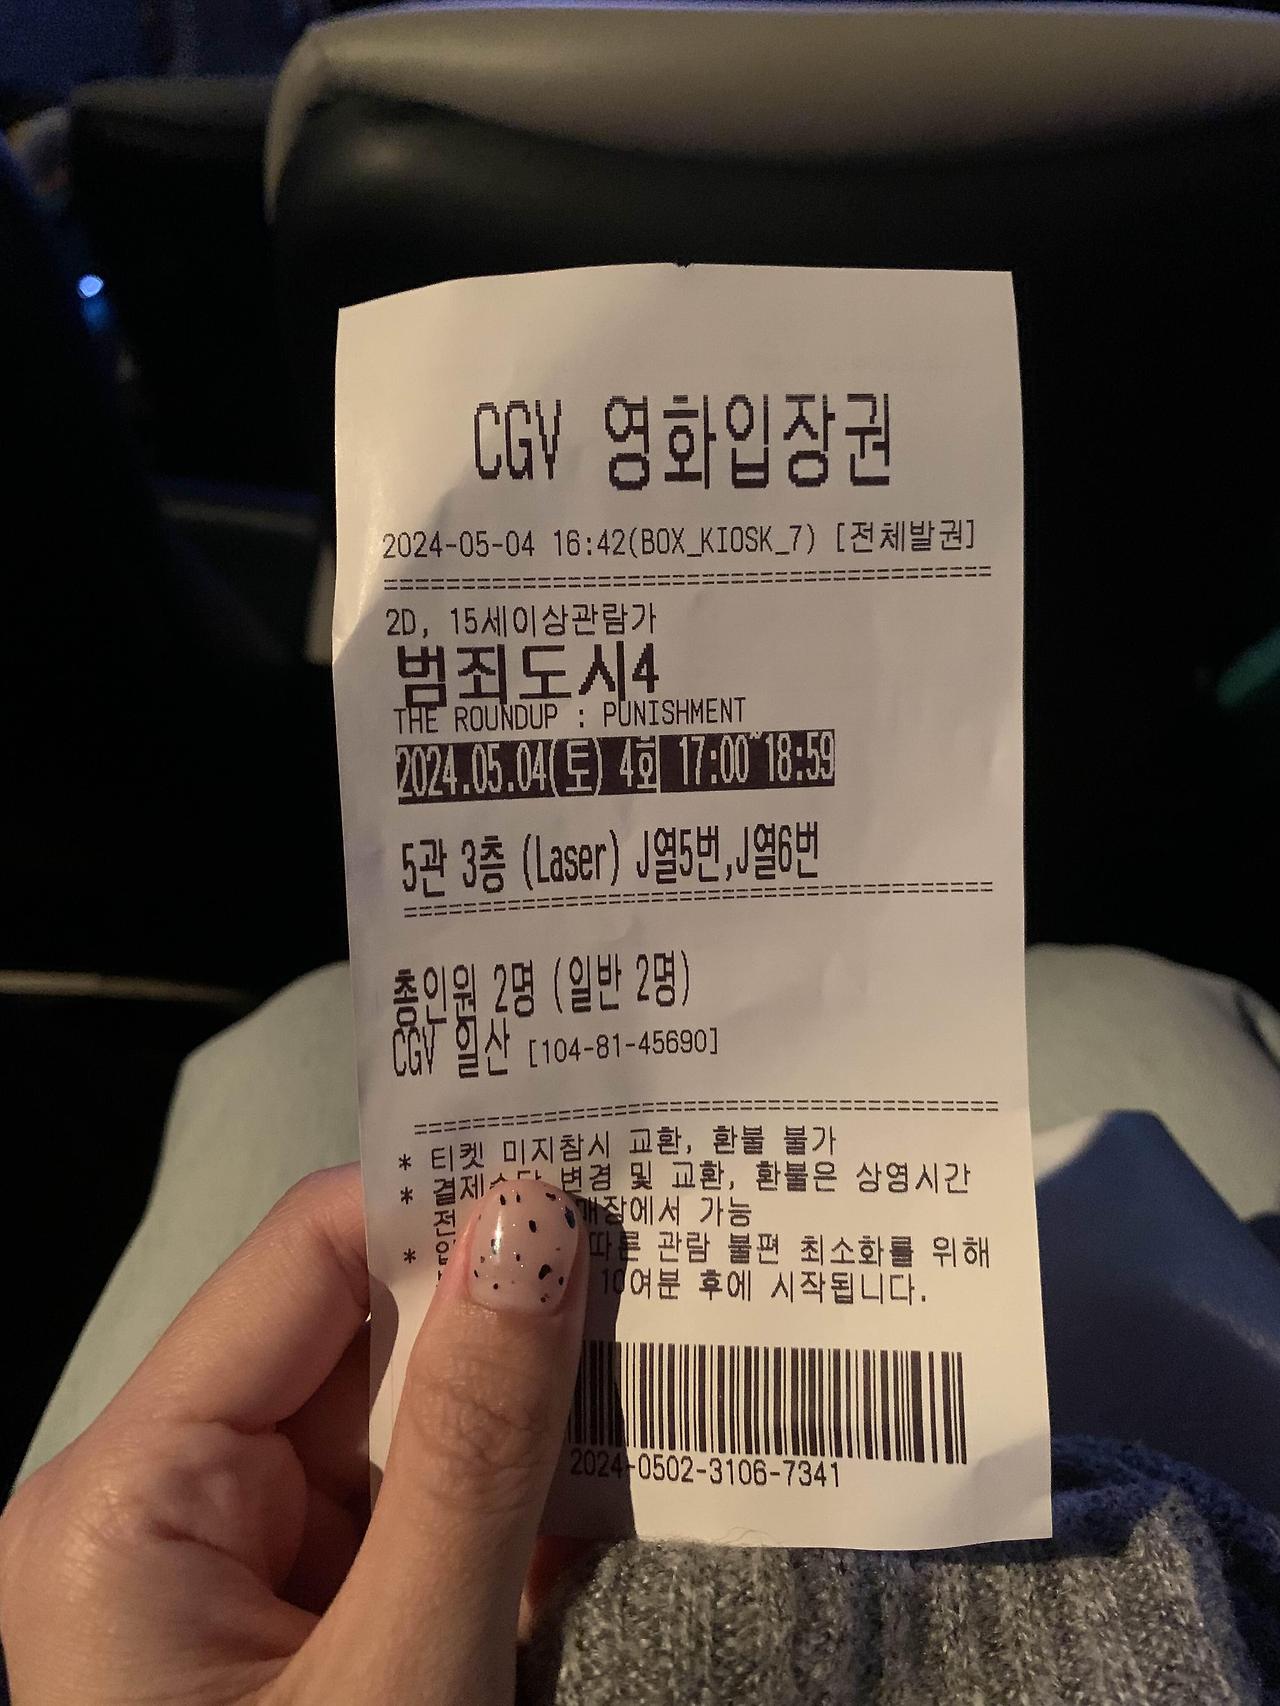 CGV 영화입장권
2024-05-04 16:42(BOX_KIOSK_7) [전체발권]
================================================
2D, 15세이상관람가
범죄도시4
THE ROUNDUP : PUNISHMENT
2024.05.04(토) 4회 17:00~18:59
5관 3층 (Laser) J열5번,J열6번
================================================
총인원 2명 (일반 2명)
CGV 일산 [104-81-45690]
================================================
* 티켓 미지참시 교환, 환불 불가
* 결제수단 변경 및 교환, 환불은 상영시간
전 매장에서 가능
* 따른 관람 불편 최소화를 위해
10여분 후에 시작됩니다.
2024-0502-3106-7341